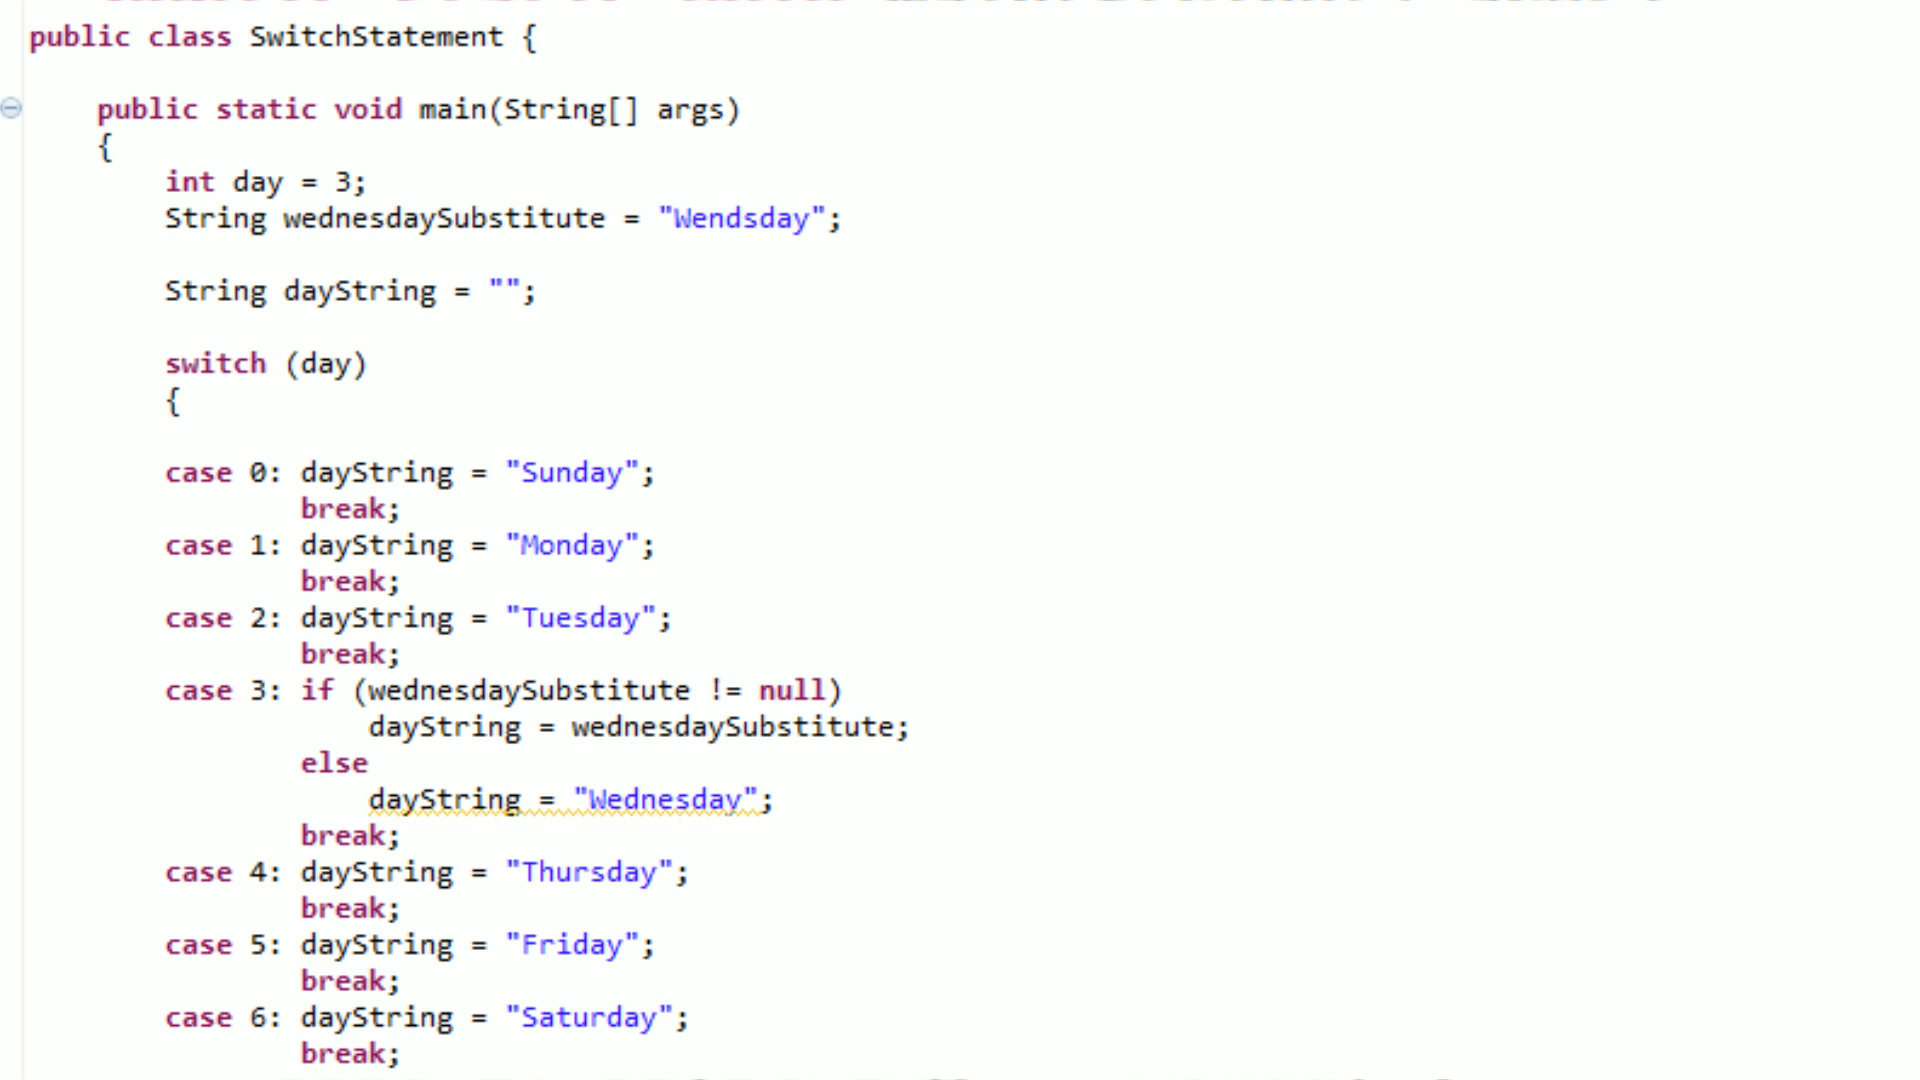 public class SwitchStatement {
public static void main(String[] args)
{
int day = 3;
String wednesdaySubstitute = "Wendsday";
String dayString = "";
switch (day)
{
case 0: dayString = "Sunday";
break;
case 1: dayString = "Monday";
break;
case 2: dayString = "Tuesday";
break;
case 3: if (wednesdaySubstitute != null)
dayString = wednesdaySubstitute;
else
dayString = "Wednesday";
break;
case 4: dayString = "Thursday";
break;
case 5: dayString = "Friday";
break;
case 6: dayString = "Saturday";
break;